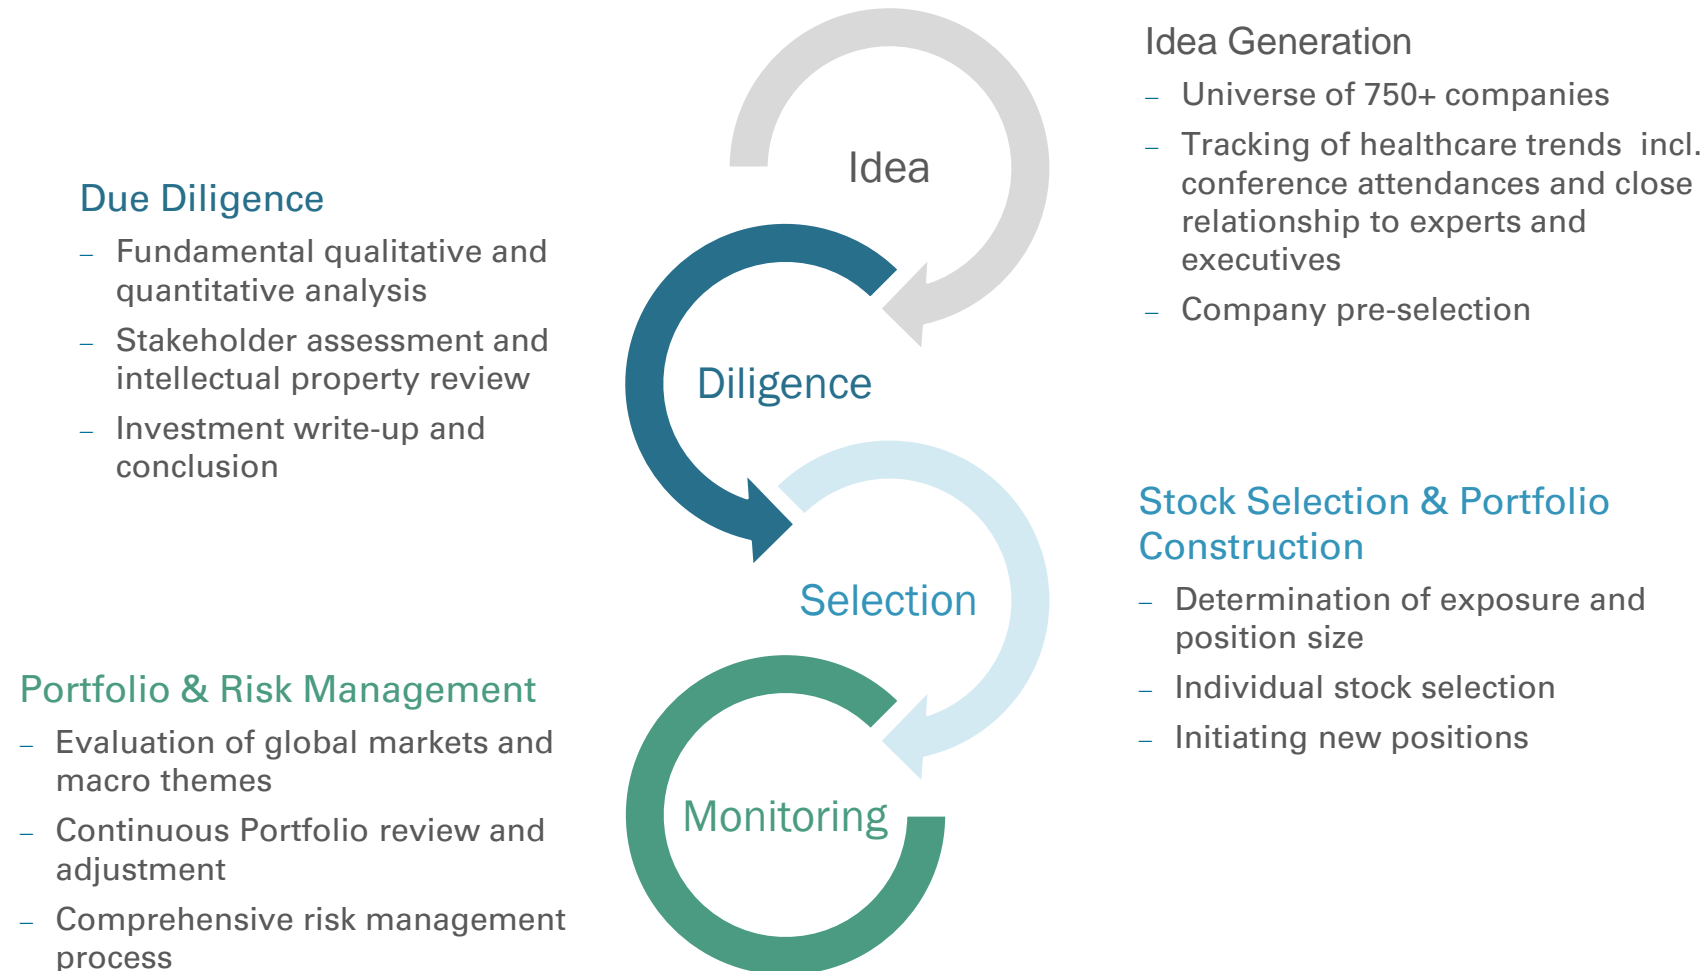 Idea Generation
– Universe of 750+ companies
– Tracking of healthcare trends incl.
conference attendances and close
relationship to experts and
executives
– Company pre-selection
Idea
Due Diligence
– Fundamental qualitative and
quantitative analysis
– Stakeholder assessment and
intellectual property review
– Investment write-up and
conclusion
Diligence
Stock Selection & Portfolio
Construction
– Determination of exposure and
position size
– Individual stock selection
– Initiating new positions
Selection
Portfolio & Risk Management
– Evaluation of global markets and
macro themes
– Continuous Portfolio review and
adjustment
– Comprehensive risk management
process
Monitoring